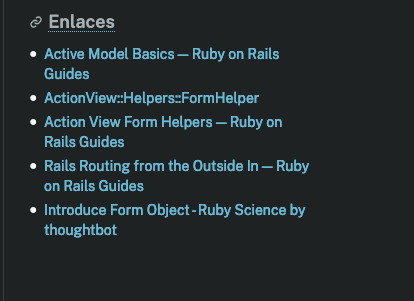 Enlaces
Active Model Basics — Ruby on Rails
Guides
ActionView::Helpers::FormHelper
Action View Form Helpers — Ruby on
Rails Guides
Rails Routing from the Outside In — Ruby
on Rails Guides
Introduce Form Object - Ruby Science by
thoughtbot